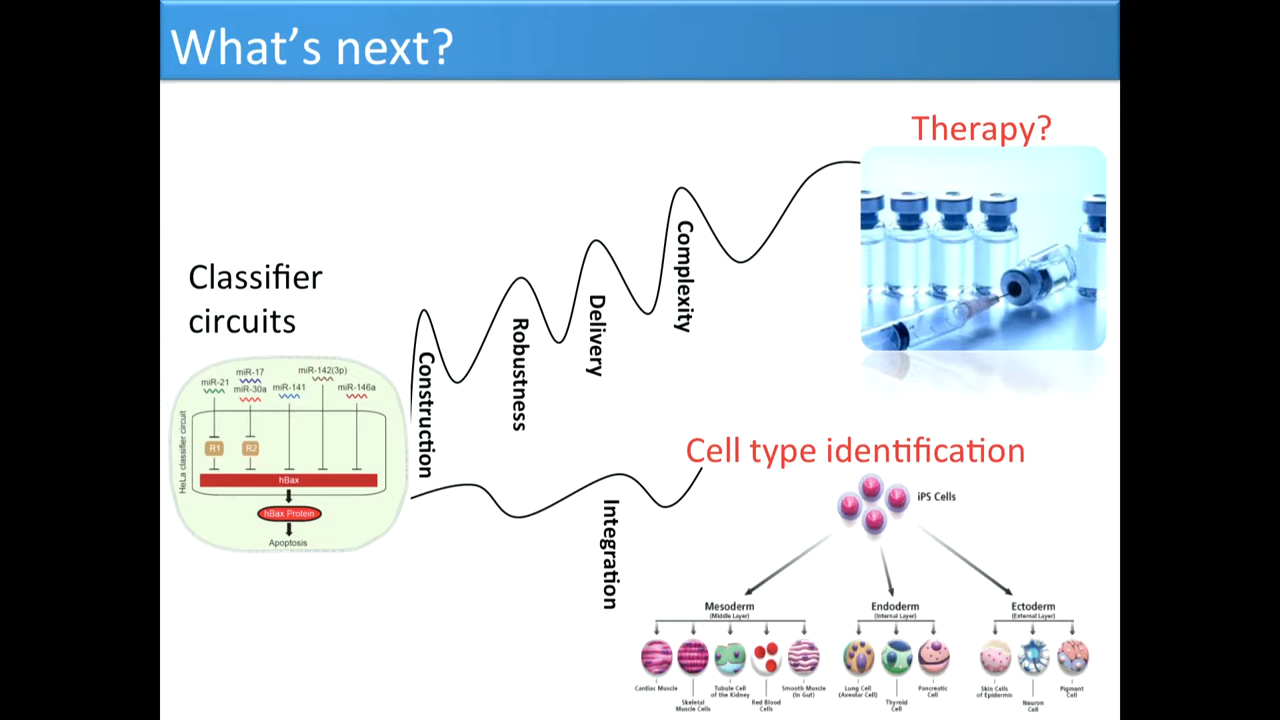 What's next?
Therapy?
Classifier
circuits
Construction
Robustness
Delivery
Complexity
HeLa classifier circuit
miR-21
miR-17
miR-30a
miR-141
miR-142(3p)
miR-146a
R1
R2
hBax
hBax Protein
Apoptosis
Integration
Cell type identification
iPS Cells
Mesoderm
(Middle Layer)
Endoderm
(Internal Layer)
Ectoderm
(External Layer)
Cardiac Muscle
Skeletal
Muscle Cells
Tubule Cell
of the Kidney
Red Blood
Cells
Smooth Muscle
(in Gut)
Lung Cell
(Aveolar Cell)
Thyroid
Cell
Pancreatic
Cell
Skin Cells
of Epidermis
Neuron
Cell
Pigment
Cell